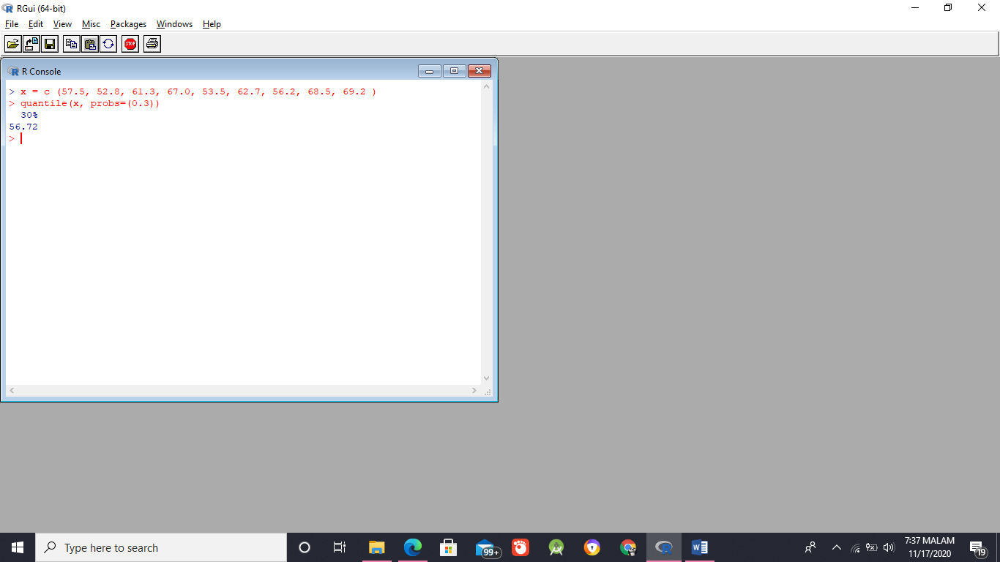 RGui (64-bit)
File Edit View Misc Packages Windows Help
STOP
R Console
> x = c (57.5, 52.8, 61.3, 67.0, 53.5, 62.7, 56.2, 68.5, 69.2 )
> quantile(x, probs=(0.3))
30%
56.72
>
Type here to search
99+
7:37 MALAM
11/17/2020
19